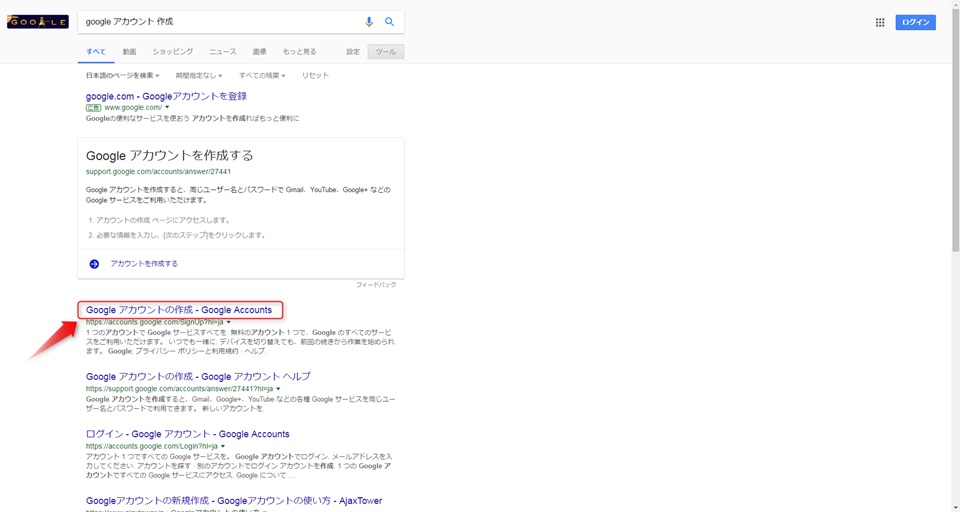 GOOGLE
google アカウント 作成
ログイン
すべて 動画 ショッピング ニュース 画像 もっと見る 設定 ツール
日本語のページを検索 期間指定なし すべての結果 リセット
google.com - Googleアカウントを登録
広告 www.google.com/
Googleの便利なサービスを使おう アカウントを作成ればもっと便利に
Google アカウントを作成する
support.google.com/accounts/answer/27441
Google アカウントを作成すると、同じユーザー名とパスワードで Gmail、YouTube、Google+ などの
Google サービスをご利用いただけます。
1. アカウントの作成 ページにアクセスします。
2. 必要な情報を入力し、[次のステップ]をクリックします。
アカウントを作成する
フィードバック
Google アカウントの作成 - Google Accounts
https://accounts.google.com/SignUp?hl=ja
1 つのアカウントで Google サービスすべてを. 無料のアカウント 1 つで、Google のすべてのサービ
スをご利用いただけます。 いつでも一緒に. デバイスを切り替えても、前回の続きから作業を始められ
ます。 Google; プライバシー ポリシーと利用規約 · ヘルプ.
Google アカウントの作成 - Google アカウント ヘルプ
https://support.google.com/accounts/answer/27441?hl=ja
Google アカウントを作成すると、Gmail、Google+、YouTube などの各種 Google サービスを同じユー
ザー名とパスワードで利用できます。 新しいアカウントを.
ログイン - Google アカウント - Google Accounts
https://accounts.google.com/Login?hl=ja
アカウント 1 つですべての Google サービスを。 Google アカウントでログイン. メールアドレスを入
力してください. アカウントを探す · 別のアカウントでログイン アカウントを作成. 1 つの Google ア
カウントですべての Google サービスにアクセス. Google について ...
Googleアカウントの新規作成 - Googleアカウントの使い方 - AjaxTower